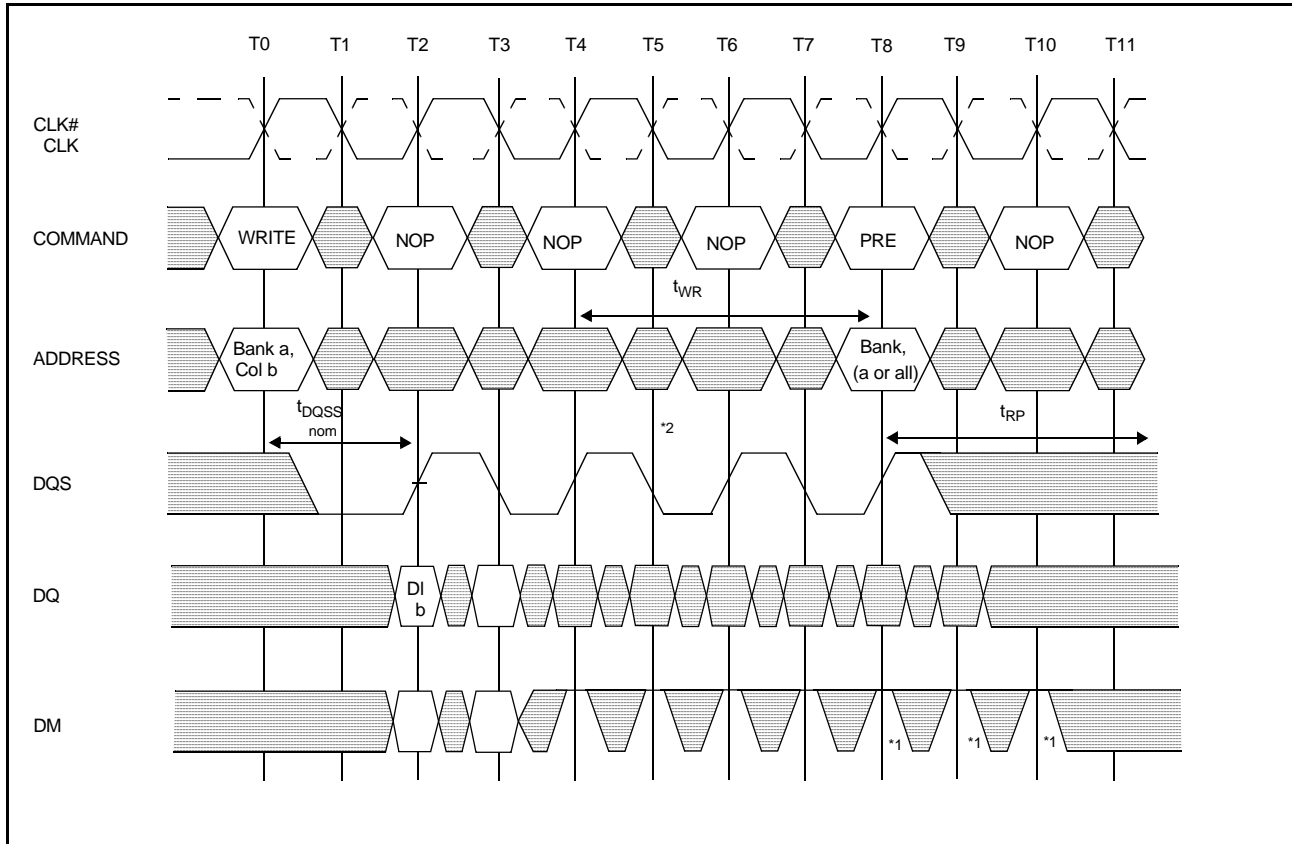 T0 T1 T2 T3 T4 T5 T6 T7 T8 T9 T10 T11
CLK#
CLK
COMMAND WRITE NOP NOP NOP PRE NOP
tWR
ADDRESS Bank a, Bank,
Col b (a or all)
tDQSS *2 tRP
nom
DQS
DQ DI
b
DM
*1 *1 *1